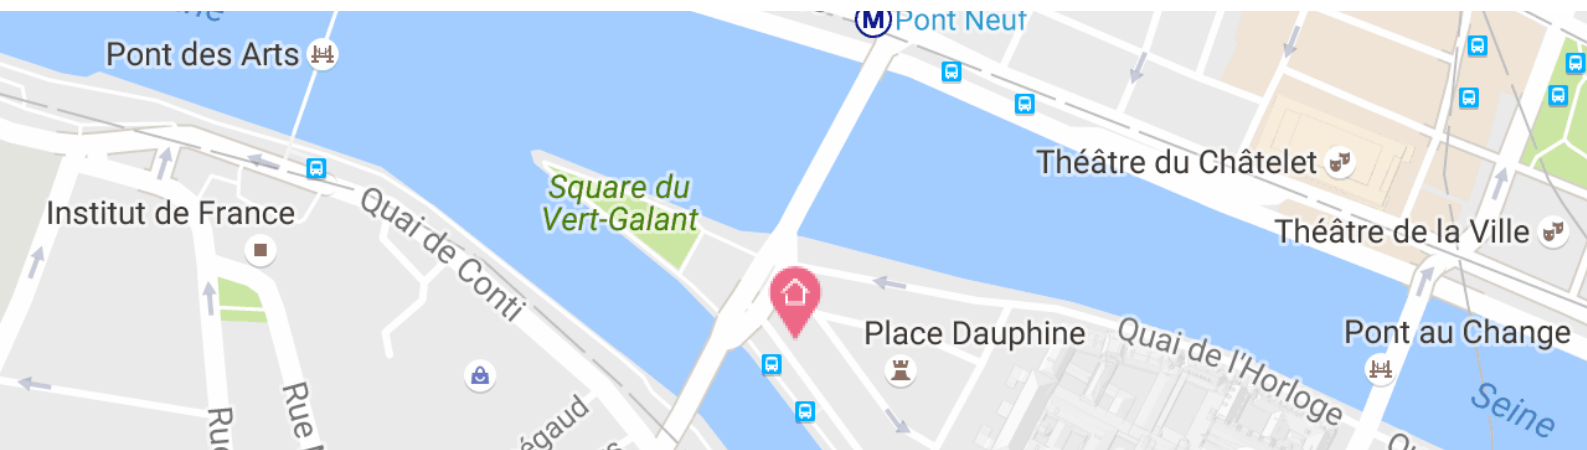 M Pont Neuf
Pont des Arts
Théâtre du Châtelet
Square du
Vert-Galant
Institut de France
Quai de Conti
Théâtre de la Ville
Place Dauphine
Quai de l'Horloge
Pont au Change
Seine
Rue
Rue